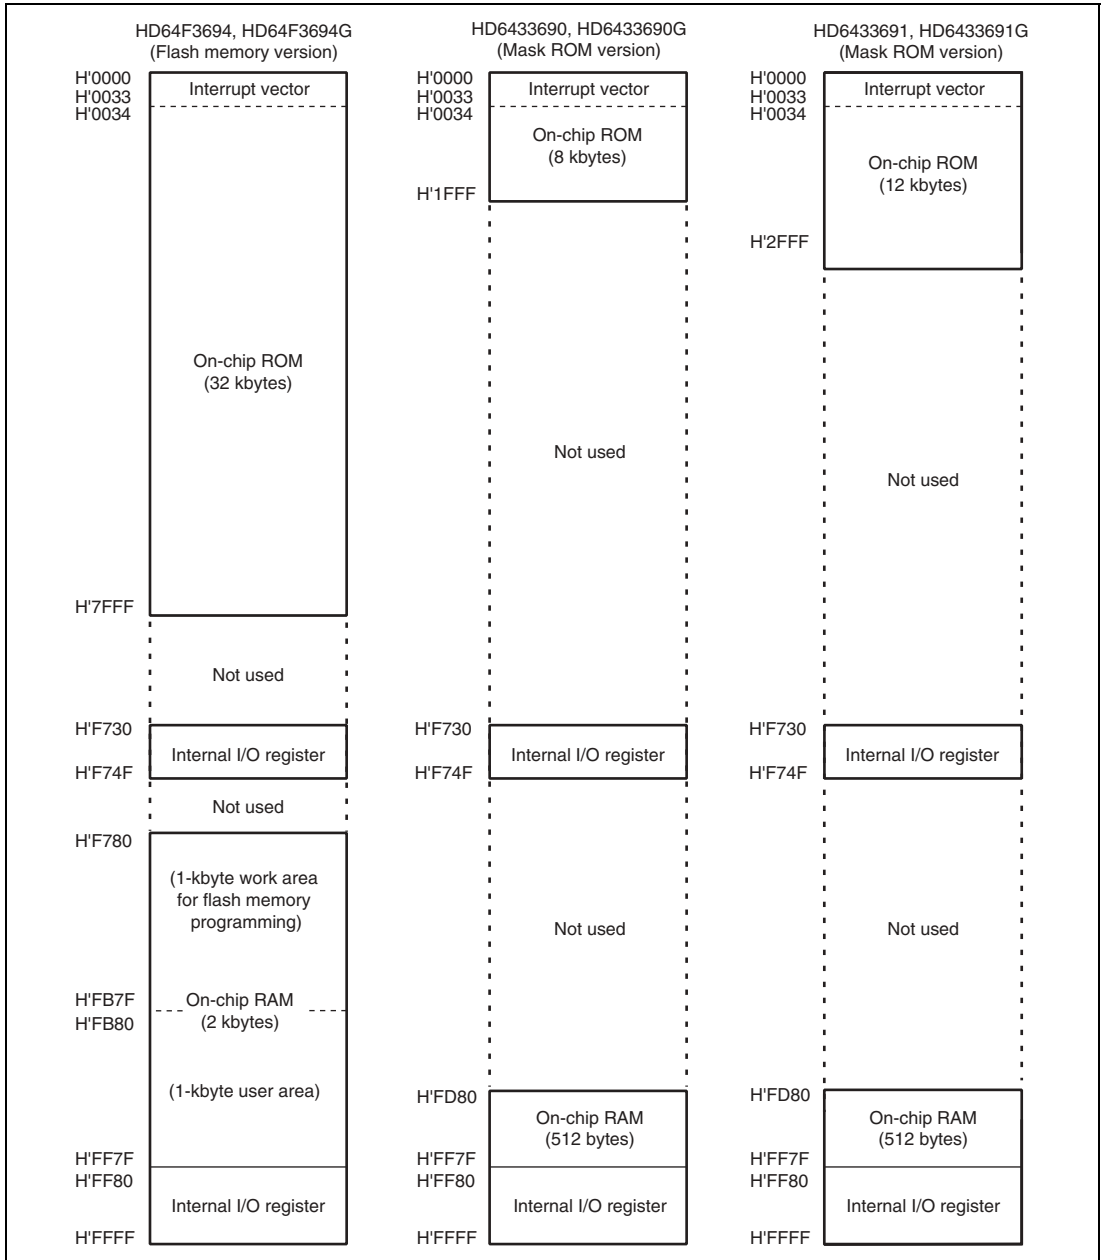 HD64F3694, HD64F3694G
(Flash memory version)
H'0000
H'0033
H'0034
Interrupt vector
On-chip ROM
(32 kbytes)
H'7FFF
Not used
H'F730
Internal I/O register
H'F74F
Not used
H'F780
(1-kbyte work area
for flash memory
programming)
H'FB7F
On-chip RAM
H'FB80
(2 kbytes)
(1-kbyte user area)
H'FF7F
H'FF80
Internal I/O register
H'FFFF
HD6433690, HD6433690G
(Mask ROM version)
H'0000
H'0033
H'0034
Interrupt vector
On-chip ROM
(8 kbytes)
H'1FFF
Not used
H'F730
Internal I/O register
H'F74F
Not used
H'FD80
On-chip RAM
(512 bytes)
H'FF7F
H'FF80
Internal I/O register
H'FFFF
HD6433691, HD6433691G
(Mask ROM version)
H'0000
H'0033
H'0034
Interrupt vector
On-chip ROM
(12 kbytes)
H'2FFF
Not used
H'F730
Internal I/O register
H'F74F
Not used
H'FD80
On-chip RAM
(512 bytes)
H'FF7F
H'FF80
Internal I/O register
H'FFFF